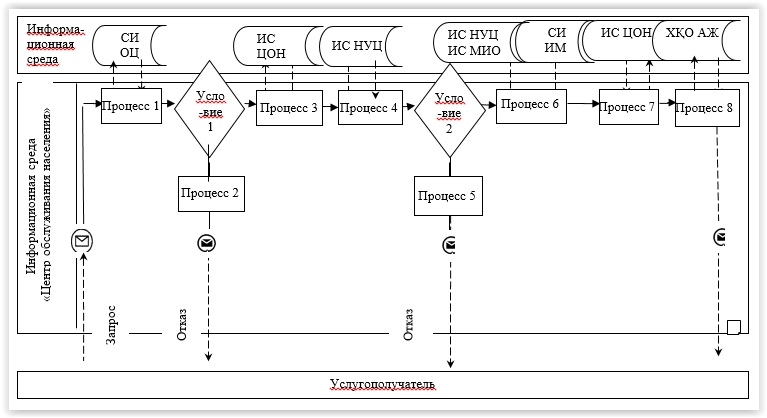 Информа-
ционная
среда
СИ
ОЦ
ИС
ЦОН
ИС НУЦ
ИС НУЦ
ИС МИО
СИ
ИМ
ИС ЦОН
ХҚО АЖ
Информационная среда
«Центр обслуживания населения»
Процесс 1
Усло
-вие
1
Процесс 3
Процесс 4
Усло
-вие
2
Процесс 6
Процесс 7
Процесс 8
Процесс 2
Процесс 5
Запрос
Отказ
Отказ
Услугополучатель